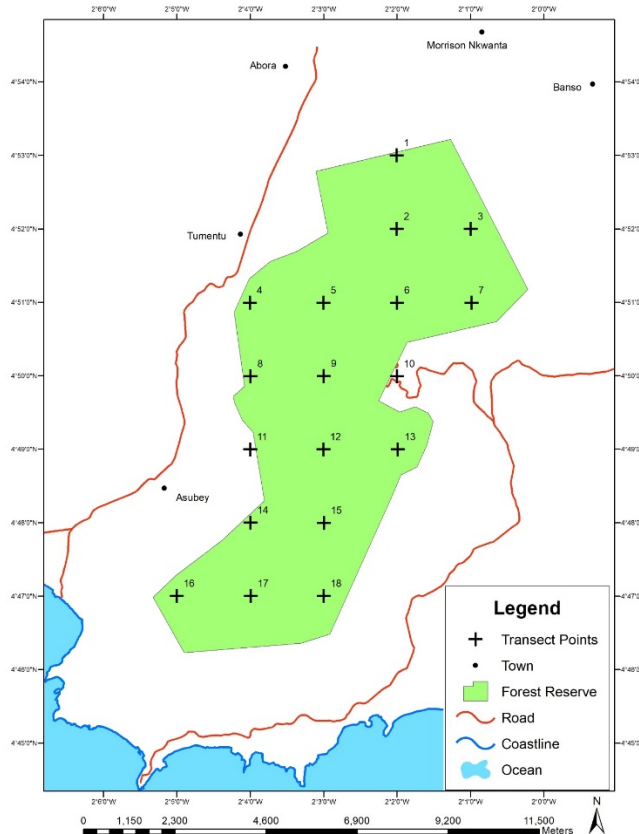 2°6'0"W 2°5'0"W 2°4'0"W 2°3'0"W 2°2'0"W 2°1'0"W 2°0'0"W
Morrison Nkwanta
Abora
4°54'0"N 4°54'0"N
Banso
4°53'0"N 1 4°53'0"N
4°52'0"N 2 3 4°52'0"N
Tumentu
4°51'0"N 4 5 6 7 4°51'0"N
4°50'0"N 8 9 10 4°50'0"N
4°49'0"N 11 12 13 4°49'0"N
Asubey
4°48'0"N 14 15 4°48'0"N
4°47'0"N 16 17 18 4°47'0"N
Legend
Transect Points
Town
Forest Reserve
Road
Coastline
Ocean
4°46'0"N 4°46'0"N
4°45'0"N 4°45'0"N
2°6'0"W 2°5'0"W 2°4'0"W 2°3'0"W 2°2'0"W 2°1'0"W 2°0'0"W
N
0 1,150 2,300 4,600 6,900 9,200 11,500
Meters